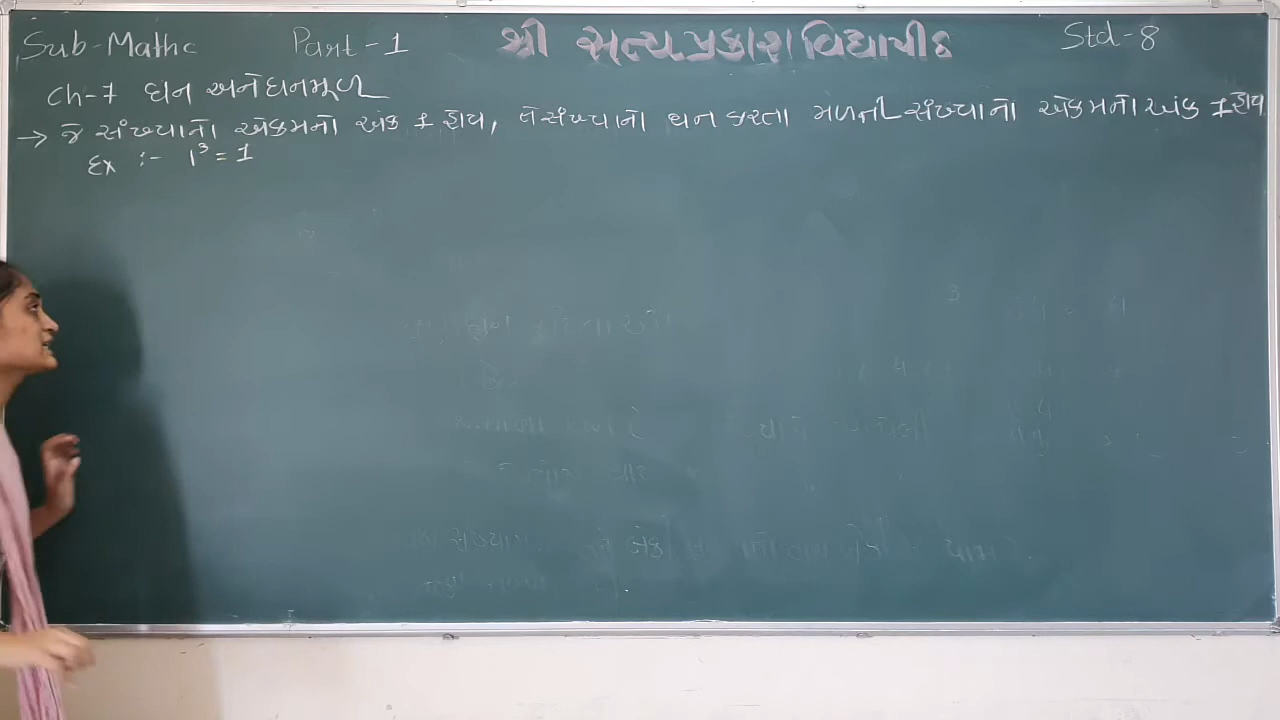 Sub-Maths Part-1 શ્રી સત્યપ્રકાશ વિદ્યાપીઠ Std-8
Ch-7 ઘન અને ઘનમૂળ
→ જે સંખ્યાનો એકમનો અંક 1 હોય, તે સંખ્યાનો ઘન કરતા મળતી સંખ્યાનો એકમનો અંક 1 હોય
Ex :- 1³ = 1